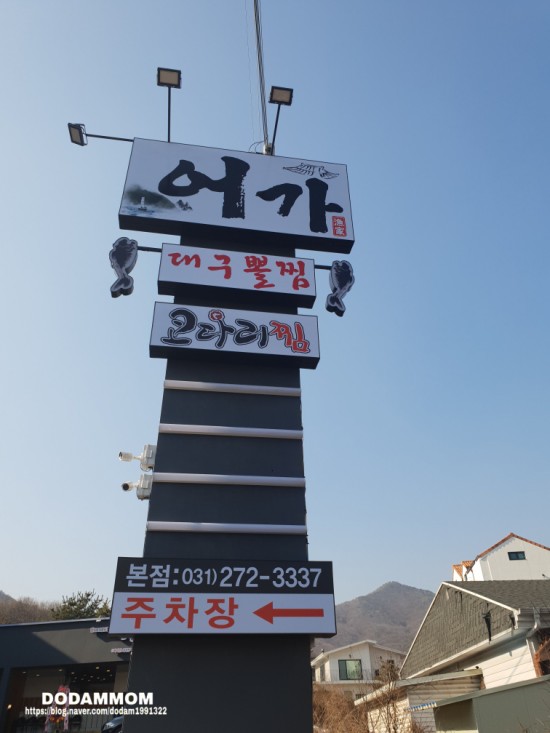 어가
漁家
대구뽈찜
코다리찜
본점:031)272-3337
주차장
DODAMMOM
https://blog.naver.com/dodam1991322